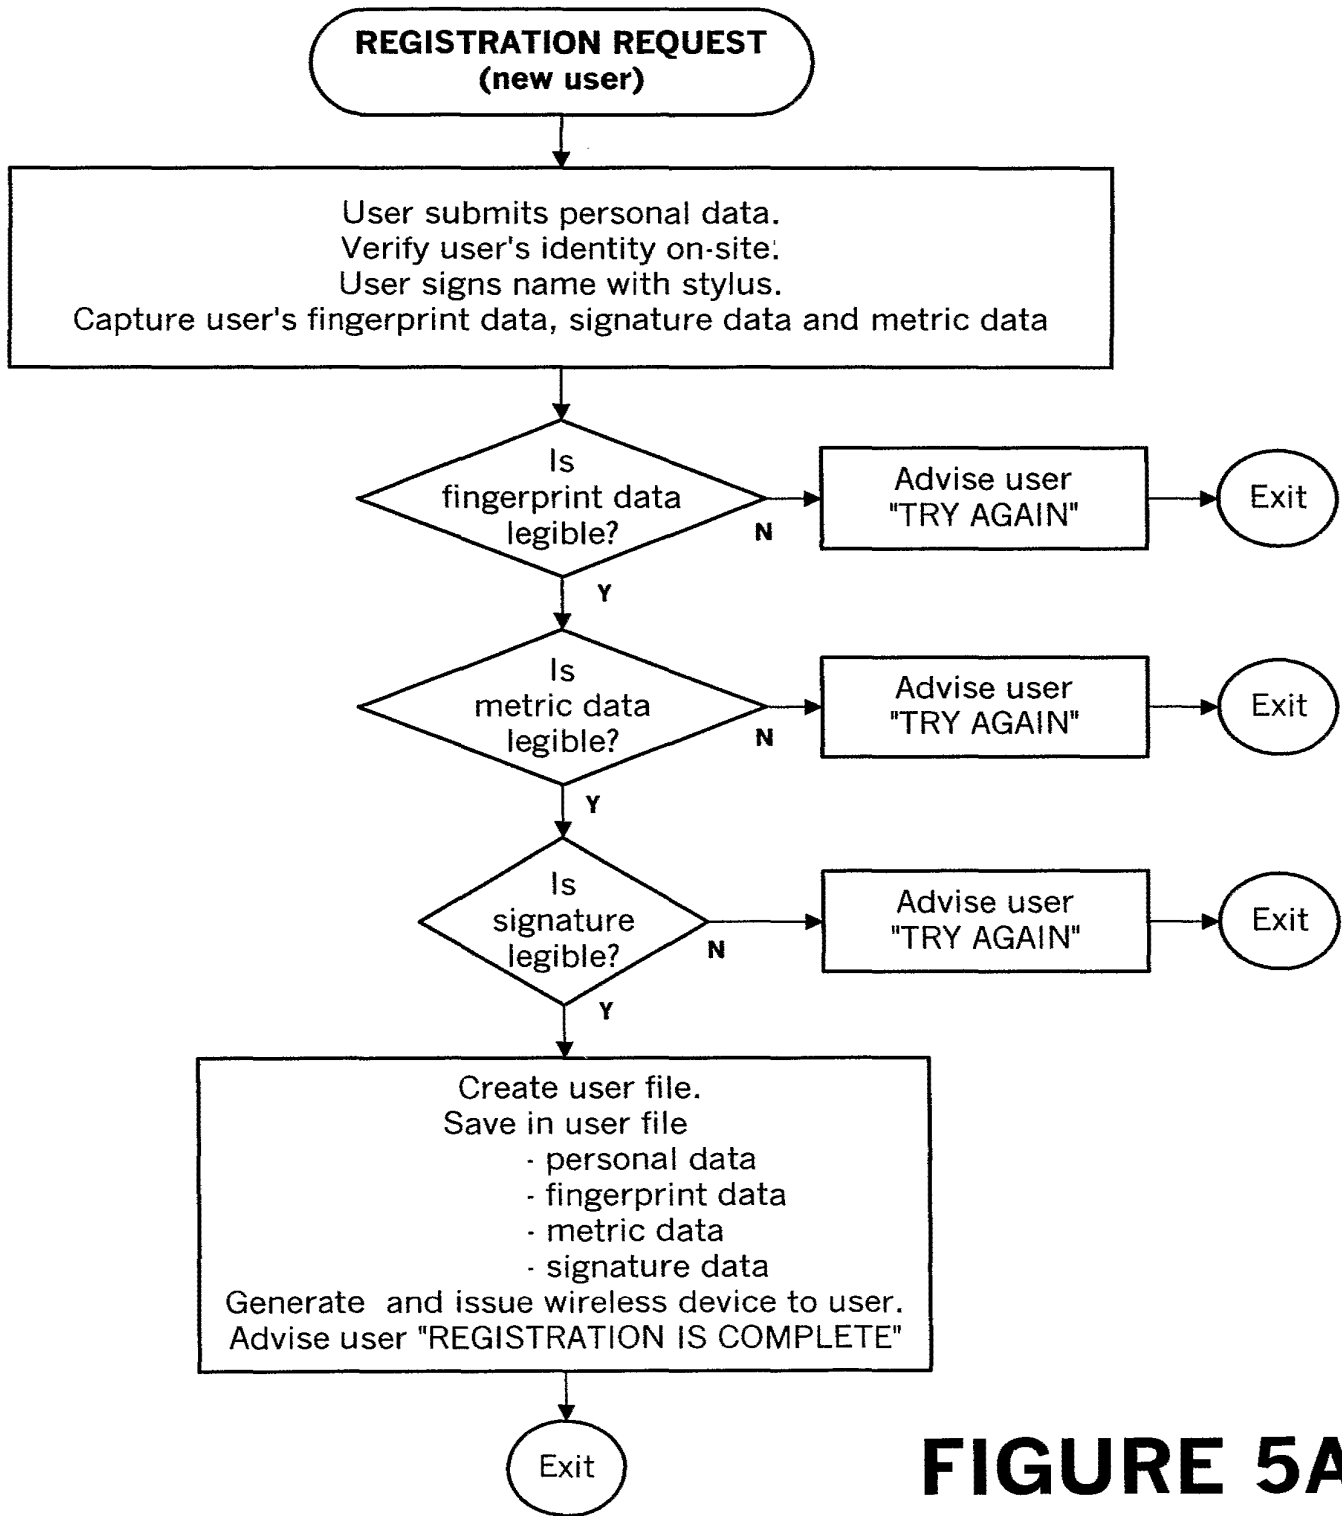 REGISTRATION REQUEST
(new user)
User submits personal data.
Verify user's identity on-site.
User signs name with stylus.
Capture user's fingerprint data, signature data and metric data
Is
fingerprint data
legible?
N
Advise user
"TRY AGAIN"
Exit
Y
Is
metric data
legible?
N
Advise user
"TRY AGAIN"
Exit
Y
Is
signature
legible?
N
Advise user
"TRY AGAIN"
Exit
Y
Create user file.
Save in user file
- personal data
- fingerprint data
- metric data
- signature data
Generate and issue wireless device to user.
Advise user "REGISTRATION IS COMPLETE"
Exit
FIGURE 5A